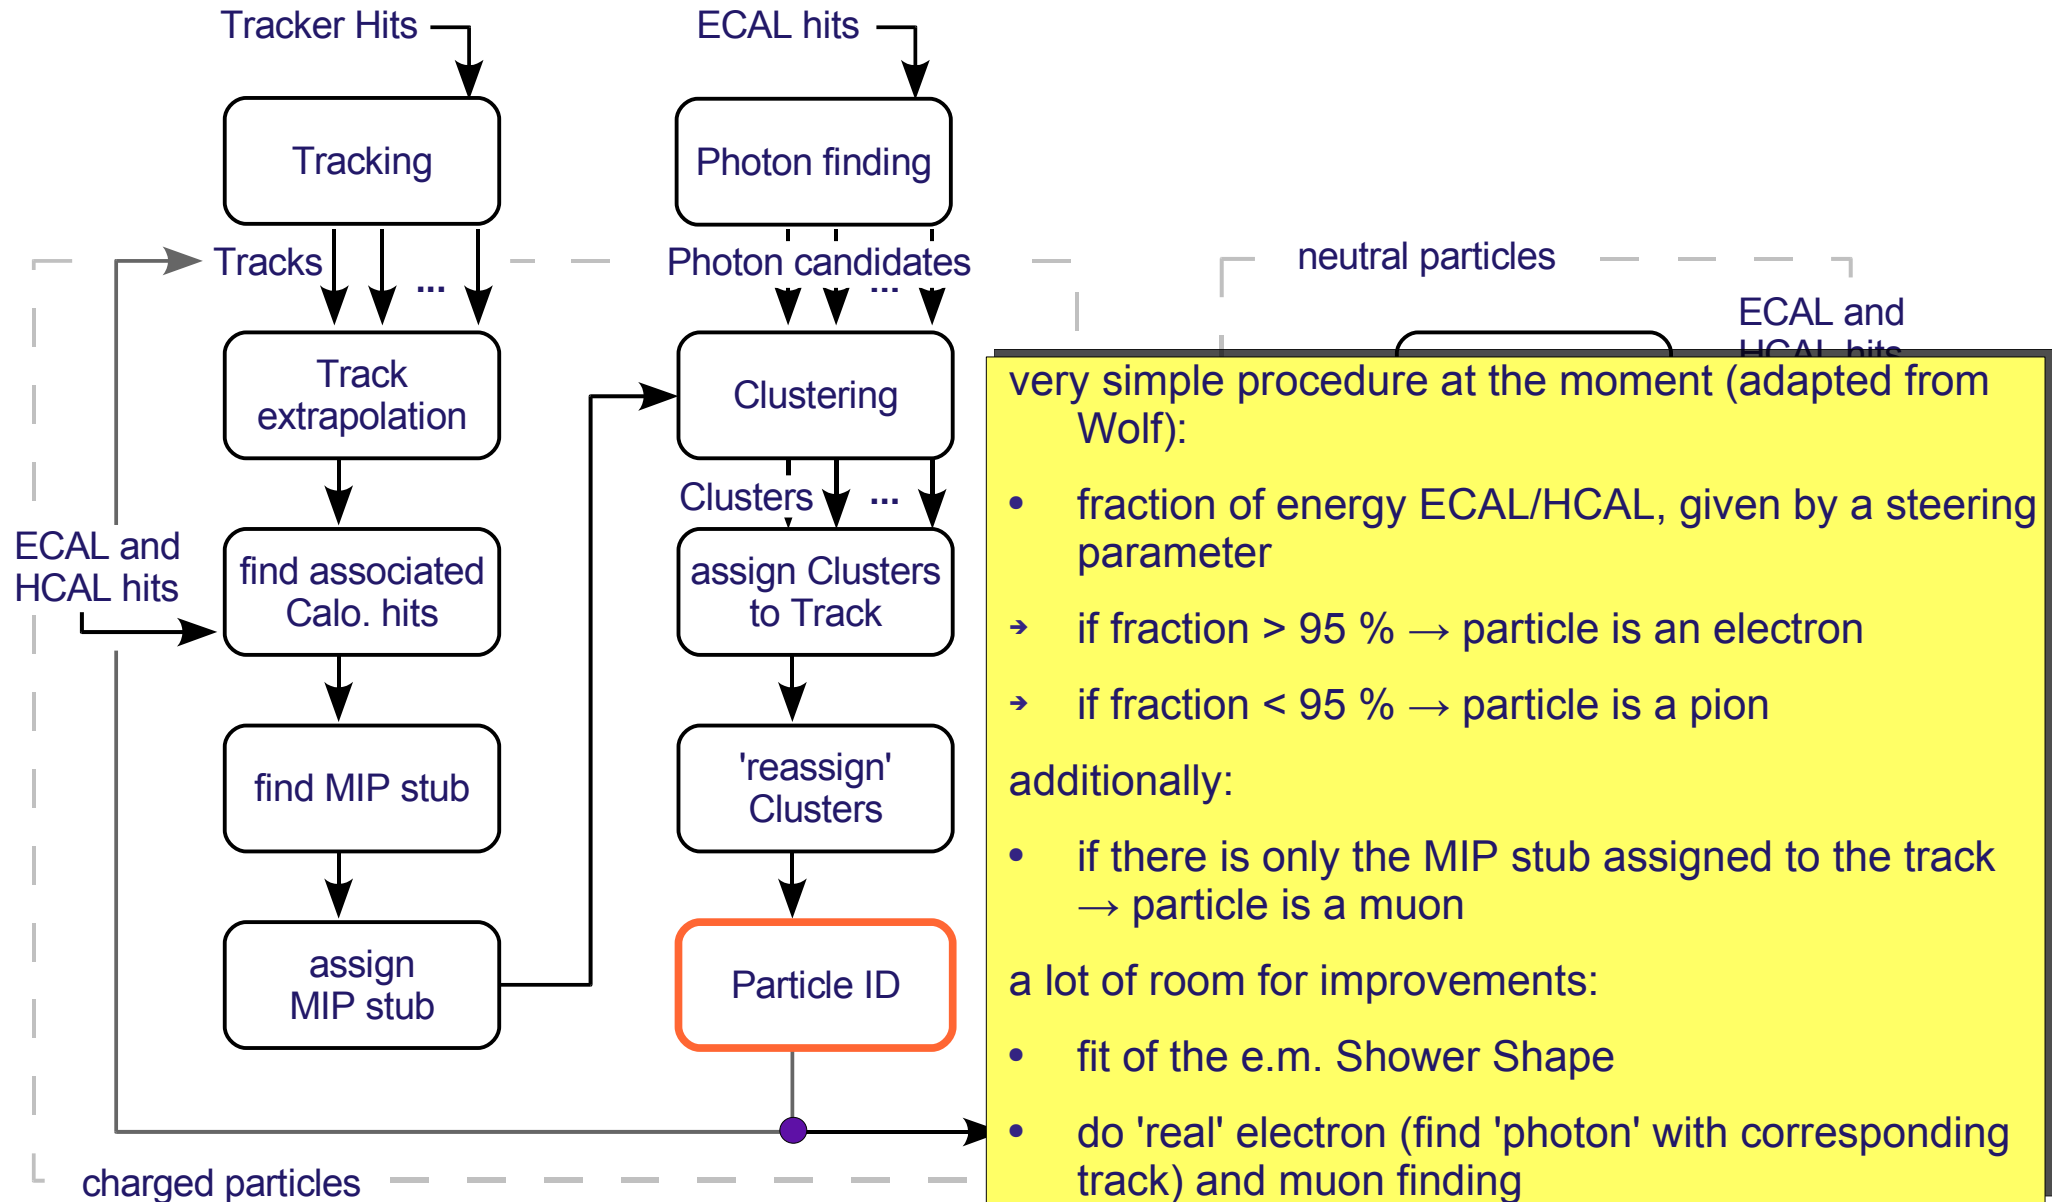 Tracker Hits
ECAL hits
Tracking
Photon finding
Tracks
...
Photon candidates
...
neutral particles
ECAL and
HCAL hits
Track
extrapolation
Clustering
Clusters
...
ECAL and
HCAL hits
find associated
Calo. hits
assign Clusters
to Track
find MIP stub
'reassign'
Clusters
assign
MIP stub
Particle ID
charged particles
very simple procedure at the moment (adapted from
Wolf):
• fraction of energy ECAL/HCAL, given by a steering
parameter
➔ if fraction > 95 % → particle is an electron
➔ if fraction < 95 % → particle is a pion
additionally:
• if there is only the MIP stub assigned to the track
→ particle is a muon
a lot of room for improvements:
• fit of the e.m. Shower Shape
• do 'real' electron (find 'photon' with corresponding
track) and muon finding